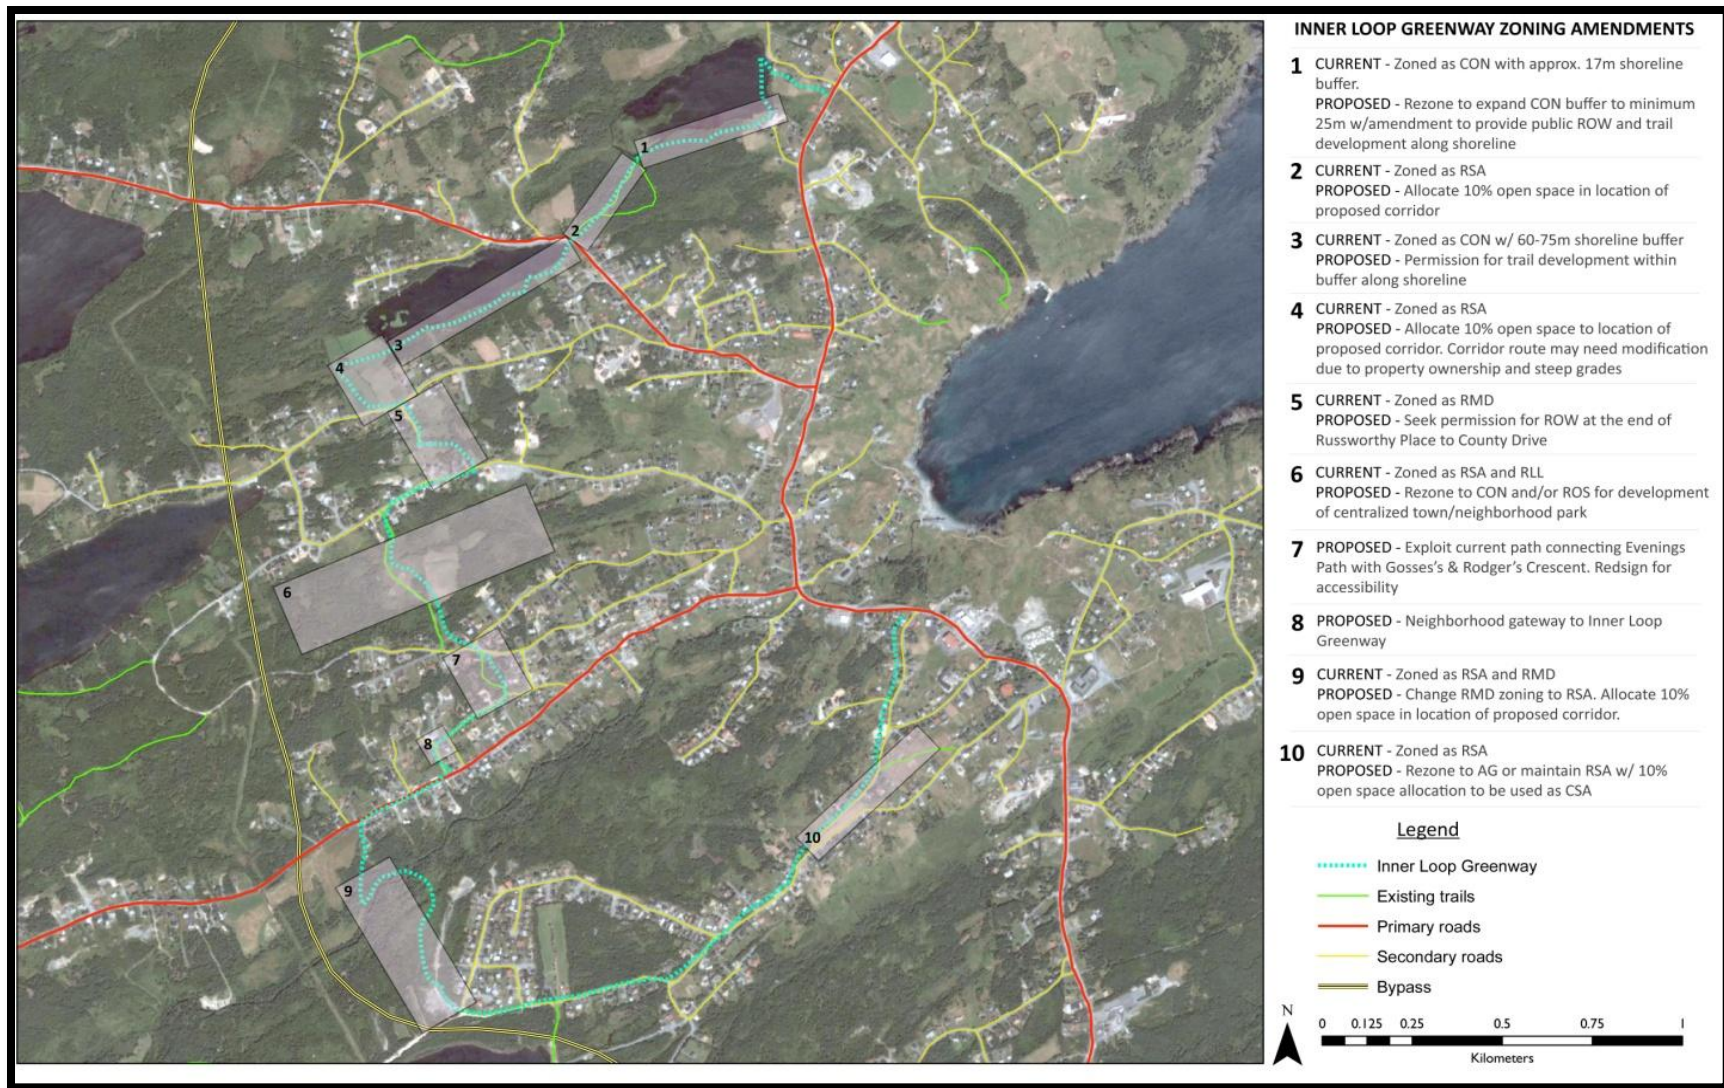 INNER LOOP GREENWAY ZONING AMENDMENTS
1 CURRENT - Zoned as CON with approx. 17m shoreline
buffer.
PROPOSED - Rezone to expand CON buffer to minimum
25m w/amendment to provide public ROW and trail
development along shoreline
2 CURRENT - Zoned as RSA
PROPOSED - Allocate 10% open space in location of
proposed corridor
3 CURRENT - Zoned as CON w/ 60-75m shoreline buffer
PROPOSED - Permission for trail development within
buffer along shoreline
4 CURRENT - Zoned as RSA
PROPOSED - Allocate 10% open space to location of
proposed corridor. Corridor route may need modification
due to property ownership and steep grades
5 CURRENT - Zoned as RMD
PROPOSED - Seek permission for ROW at the end of
Russworthy Place to County Drive
6 CURRENT - Zoned as RSA and RLL
PROPOSED - Rezone to CON and/or ROS for development
of centralized town/neighborhood park
7 PROPOSED - Exploit current path connecting Evenings
Path with Gosses's & Rodger's Crescent. Redsign for
accessibility
8 PROPOSED - Neighborhood gateway to Inner Loop
Greenway
9 CURRENT - Zoned as RSA and RMD
PROPOSED - Change RMD zoning to RSA. Allocate 10%
open space in location of proposed corridor.
10 CURRENT - Zoned as RSA
PROPOSED - Rezone to AG or maintain RSA w/ 10%
open space allocation to be used as CSA
Legend
Inner Loop Greenway
Existing trails
Primary roads
Secondary roads
Bypass
N
0 0.125 0.25 0.5 0.75 1
Kilometers
1
2
3
4
5
6
7
8
9
10